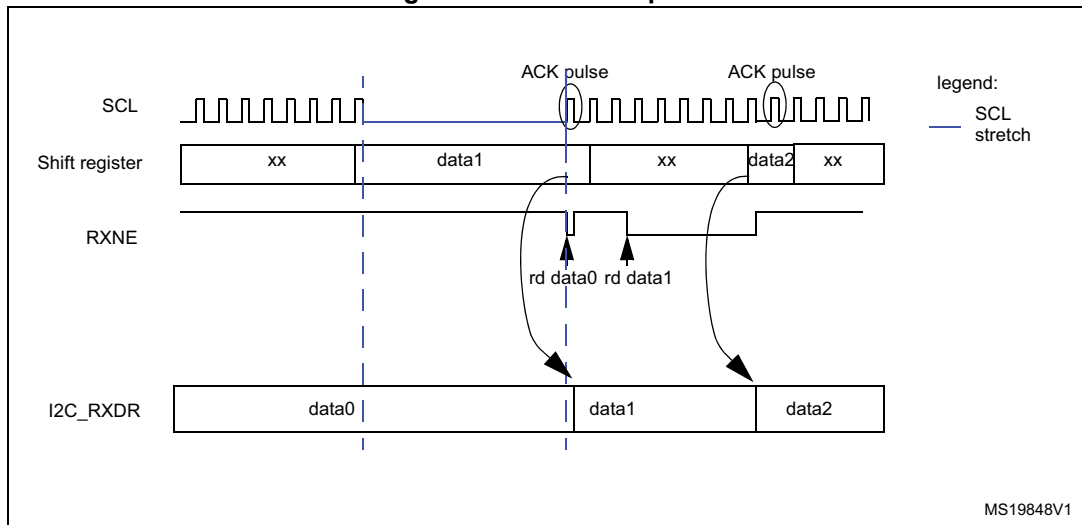 ACK pulse
ACK pulse
legend:
SCL
SCL
stretch
Shift register
xx
data1
xx
data2
xx
RXNE
rd data0
rd data1
I2C_RXDR
data0
data1
data2
MS19848V1